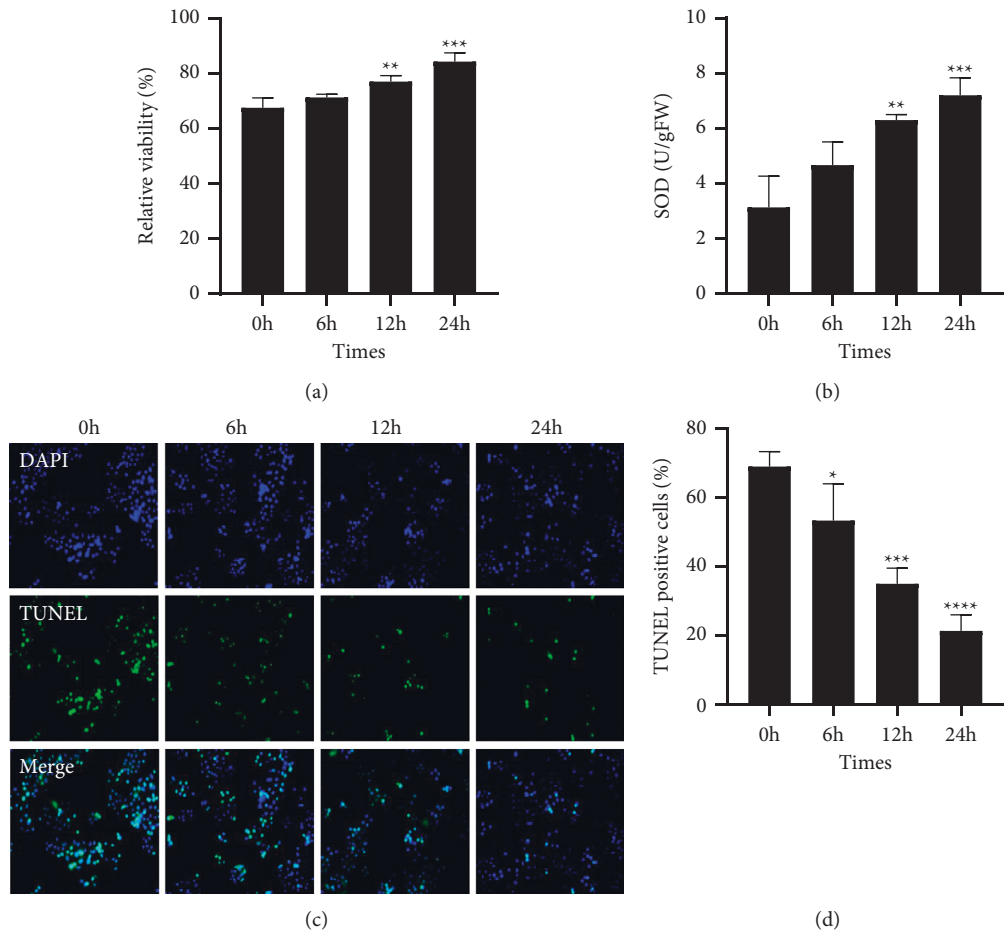 Relative viability (%)
100
80
60
40
20
0
**
***
0h 6h 12h 24h
Times
(a)
SOD (U/gFW)
10
8
6
4
2
0
**
***
0h 6h 12h 24h
Times
(b)
0h 6h 12h 24h
DAPI
TUNEL
Merge
(c)
TUNEL positive cells (%)
80
60
40
20
0
*
***
****
0h 6h 12h 24h
Times
(d)